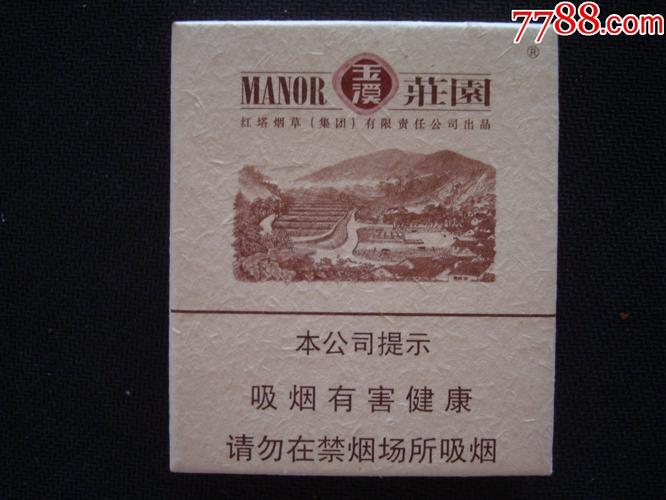 7788.com
®
MANOR 玉溪 莊園
红塔烟草(集团)有限责任公司出品
本公司提示
吸烟有害健康
请勿在禁烟场所吸烟